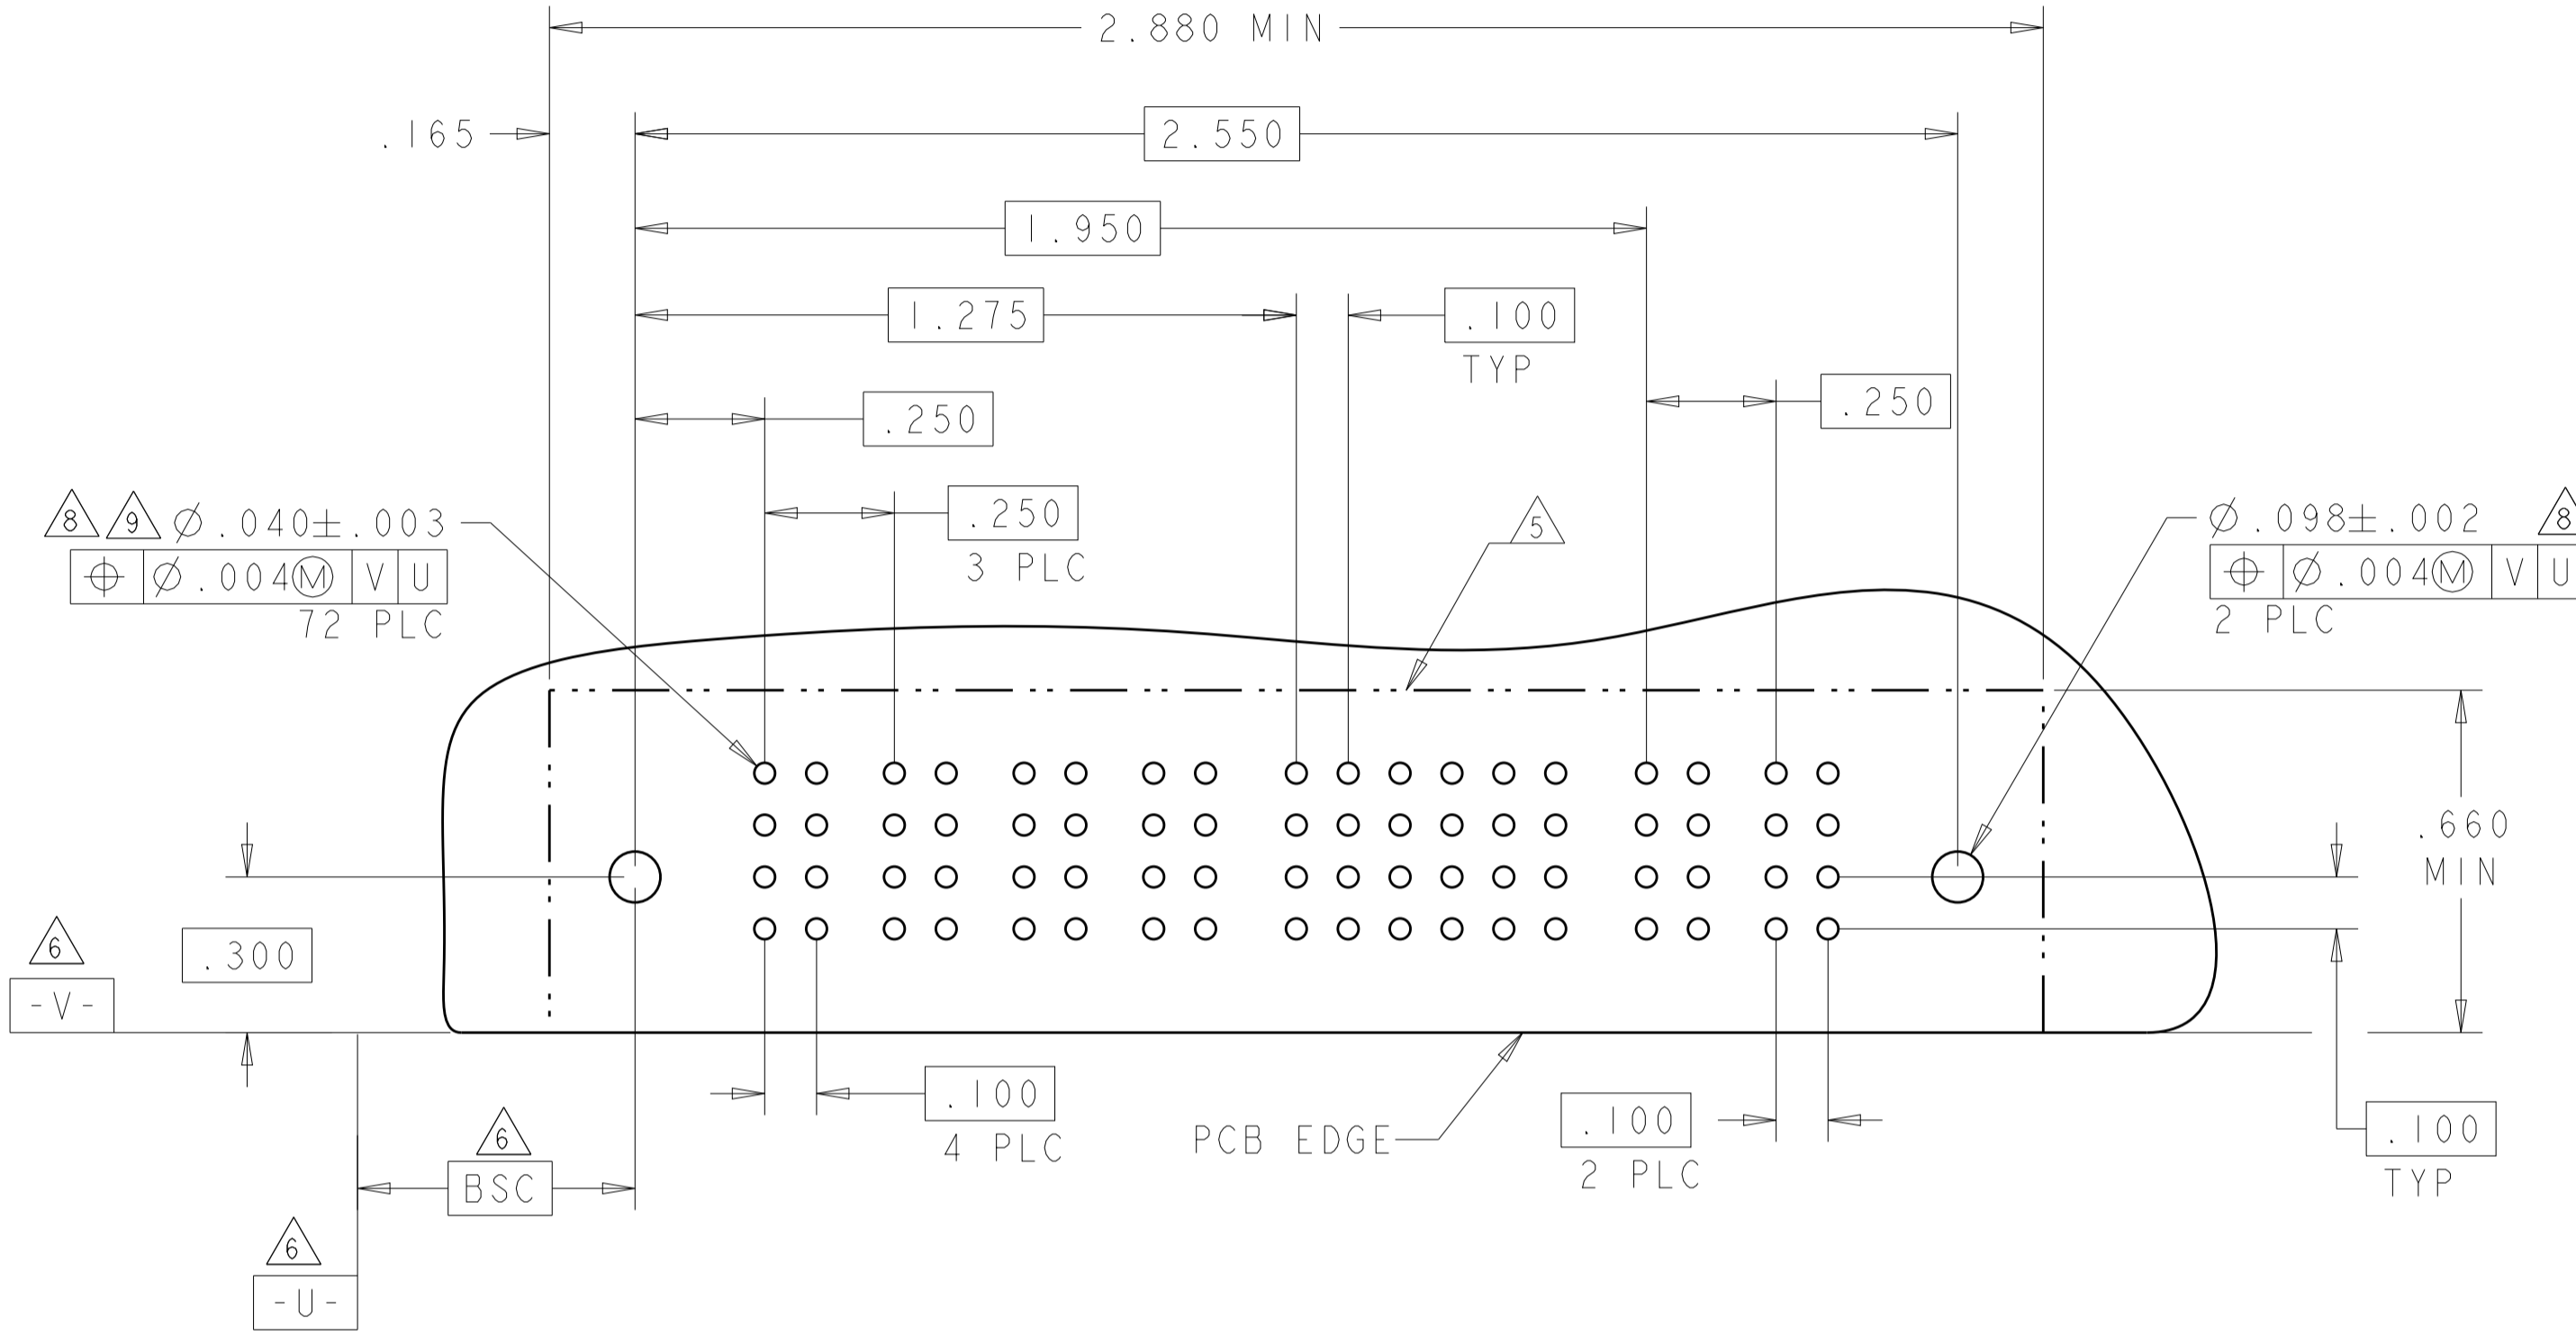 2.880 MIN
.165
2.550
1.950
1.275
.100
TYP
.250
.250
8 9 Ø.040±.003
⌖ Ø.004Ⓜ V U
72 PLC
.250
3 PLC
5
Ø.098±.002 8
⌖ Ø.004Ⓜ V U
2 PLC
.660
MIN
6
-V-
.300
.100
4 PLC
PCB EDGE
.100
2 PLC
.100
TYP
6
BSC
6
-U-